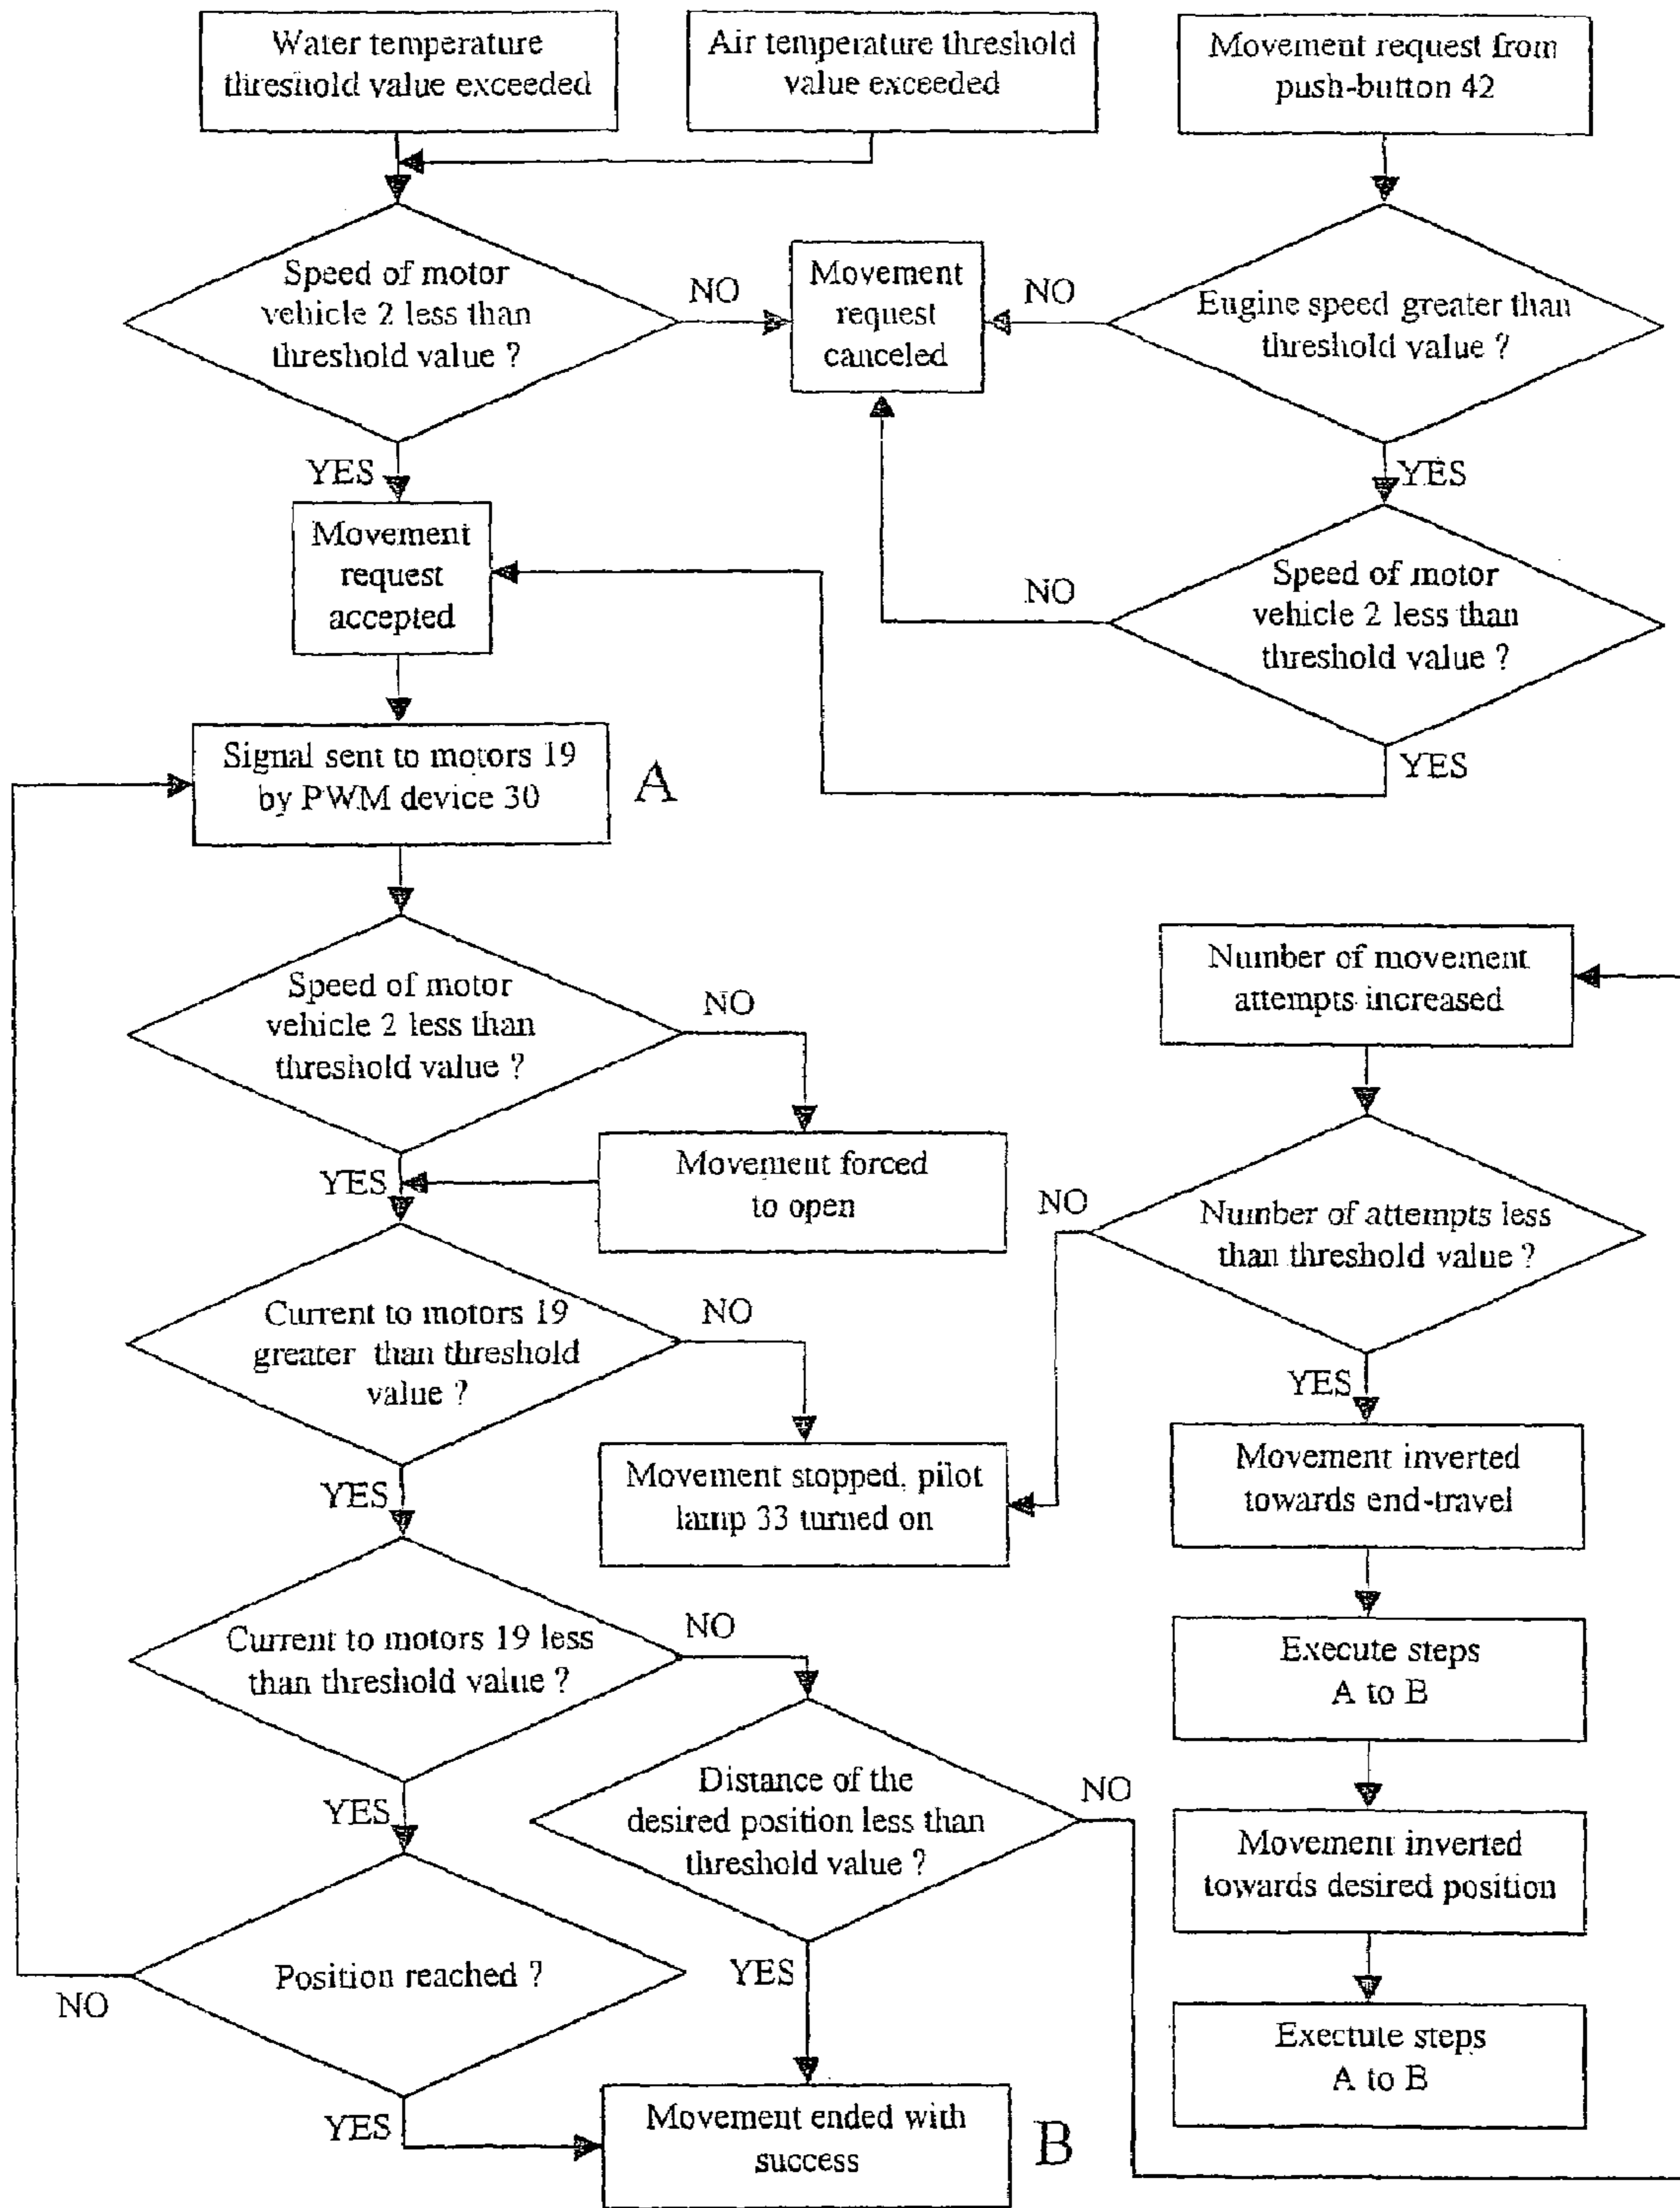 Water temperature
threshold value exceeded
Air temperature threshold
value exceeded
Movement request from
push-button 42
Speed of motor
vehicle 2 less than
threshold value ?
NO
Movement
request
canceled
NO
Eugine speed greater than
threshold value ?
YES
YES
Movement
request
accepted
NO
Speed of motor
vehicle 2 less than
threshold value ?
YES
Signal sent to motors 19
by PWM device 30
A
Speed of motor
vehicle 2 less than
threshold value ?
NO
Number of movement
attempts increased
YES
Movement forced
to open
NO
Number of attempts less
than threshold value ?
Current to motors 19
greater than threshold
value ?
NO
YES
YES
Movement stopped, pilot
lamp 33 turned on
Movement inverted
towards end-travel
Current to motors 19 less
than threshold value ?
NO
Execute steps
A to B
YES
Distance of the
desired position less than
threshold value ?
NO
Movement inverted
towards desired position
Position reached ?
NO
YES
Exectute steps
A to B
YES
Movement ended with
success
B